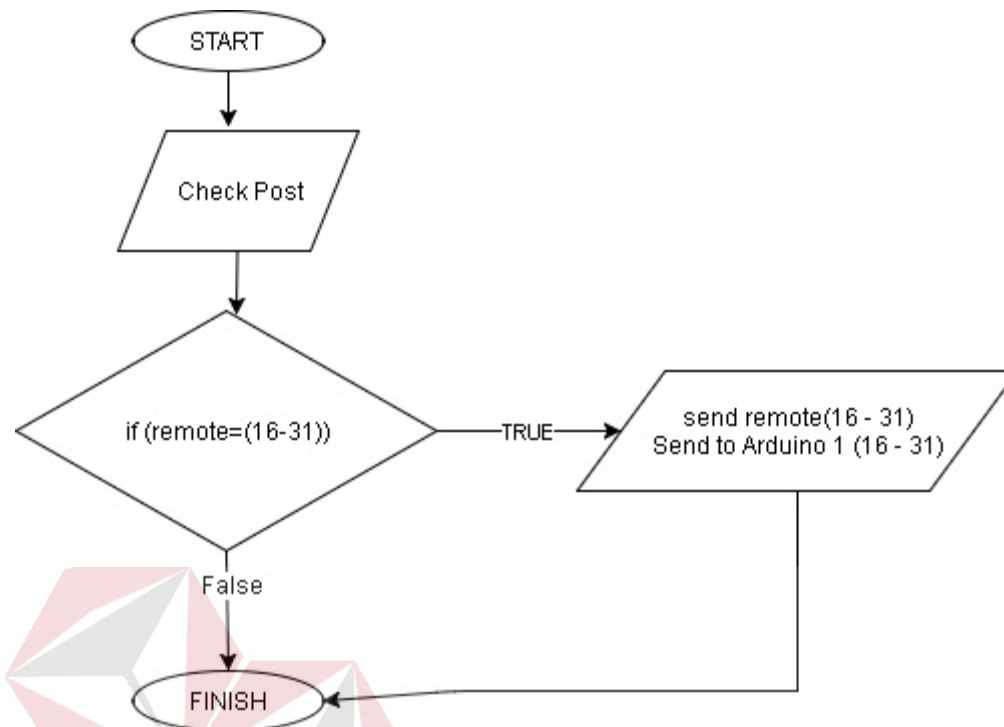 START
Check Post
if (remote=(16-31))
TRUE
send remote(16 - 31)
Send to Arduino 1 (16 - 31)
False
FINISH